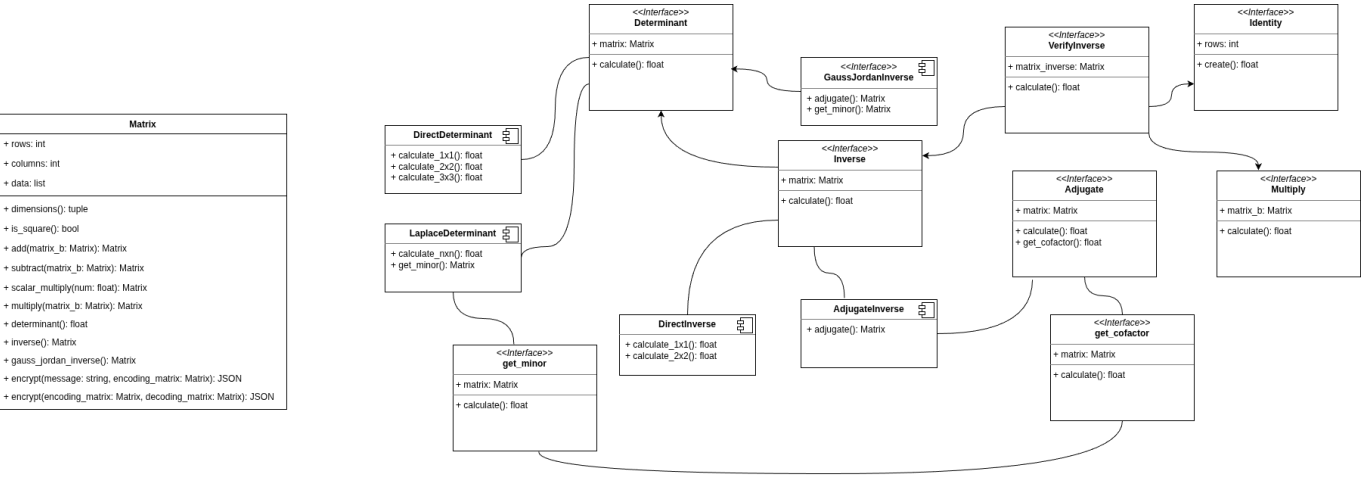 Matrix
+ rows: int
+ columns: int
+ data: list
+ dimensions(): tuple
+ is_square(): bool
+ add(matrix_b: Matrix): Matrix
+ subtract(matrix_b: Matrix): Matrix
+ scalar_multiply(num: float): Matrix
+ multiply(matrix_b: Matrix): Matrix
+ determinant(): float
+ inverse(): Matrix
+ gauss_jordan_inverse(): Matrix
+ encrypt(message: string, encoding_matrix: Matrix): JSON
+ encrypt(encoding_matrix: Matrix, decoding_matrix: Matrix): JSON
DirectDeterminant
+ calculate_1x1(): float
+ calculate_2x2(): float
+ calculate_3x3(): float
LaplaceDeterminant
+ calculate_nxn(): float
+ get_minor(): Matrix
<<Interface>>
get_minor
+ matrix: Matrix
+ calculate(): float
<<Interface>>
Determinant
+ matrix: Matrix
+ calculate(): float
<<Interface>>
GaussJordanInverse
+ adjugate(): Matrix
+ get_minor(): Matrix
<<Interface>>
Inverse
+ matrix: Matrix
+ calculate(): float
DirectInverse
+ calculate_1x1(): float
+ calculate_2x2(): float
AdjugateInverse
+ adjugate(): Matrix
<<Interface>>
VerifyInverse
+ matrix_inverse: Matrix
+ calculate(): float
<<Interface>>
Adjugate
+ matrix: Matrix
+ calculate(): float
+ get_cofactor(): float
<<Interface>>
get_cofactor
+ matrix: Matrix
+ calculate(): float
<<Interface>>
Identity
+ rows: int
+ create(): float
<<Interface>>
Multiply
+ matrix_b: Matrix
+ calculate(): float